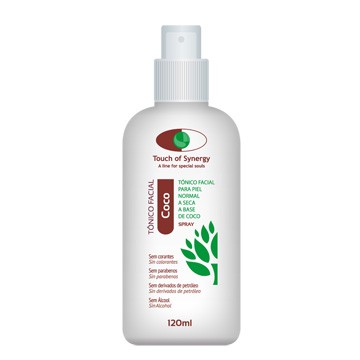 Touch of Synergy
A line for special souls
TÓNICO FACIAL
Coco
TÓNICO FACIAL
PARA PIEL
NORMAL
A SECA
A BASE
DE COCO
SPRAY
Sem corantes
Sin colorantes
Sem parabenos
Sin parabenos
Sem derivados de petróleo
Sin derivados de petróleo
Sem Álcool
Sin Alcohol
120ml